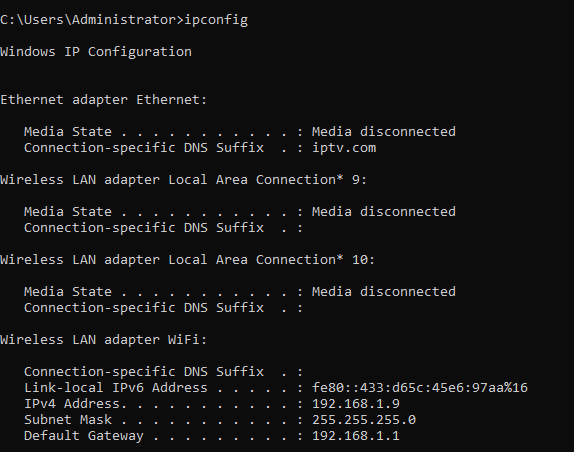 C:\Users\Administrator>ipconfig
Windows IP Configuration
Ethernet adapter Ethernet:
   Media State . . . . . . . . . . . : Media disconnected
   Connection-specific DNS Suffix  . : iptv.com
Wireless LAN adapter Local Area Connection* 9:
   Media State . . . . . . . . . . . : Media disconnected
   Connection-specific DNS Suffix  . :
Wireless LAN adapter Local Area Connection* 10:
   Media State . . . . . . . . . . . : Media disconnected
   Connection-specific DNS Suffix  . :
Wireless LAN adapter WiFi:
   Connection-specific DNS Suffix  . :
   Link-local IPv6 Address . . . . . : fe80::433:d65c:45e6:97aa%16
   IPv4 Address. . . . . . . . . . . : 192.168.1.9
   Subnet Mask . . . . . . . . . . . : 255.255.255.0
   Default Gateway . . . . . . . . . : 192.168.1.1